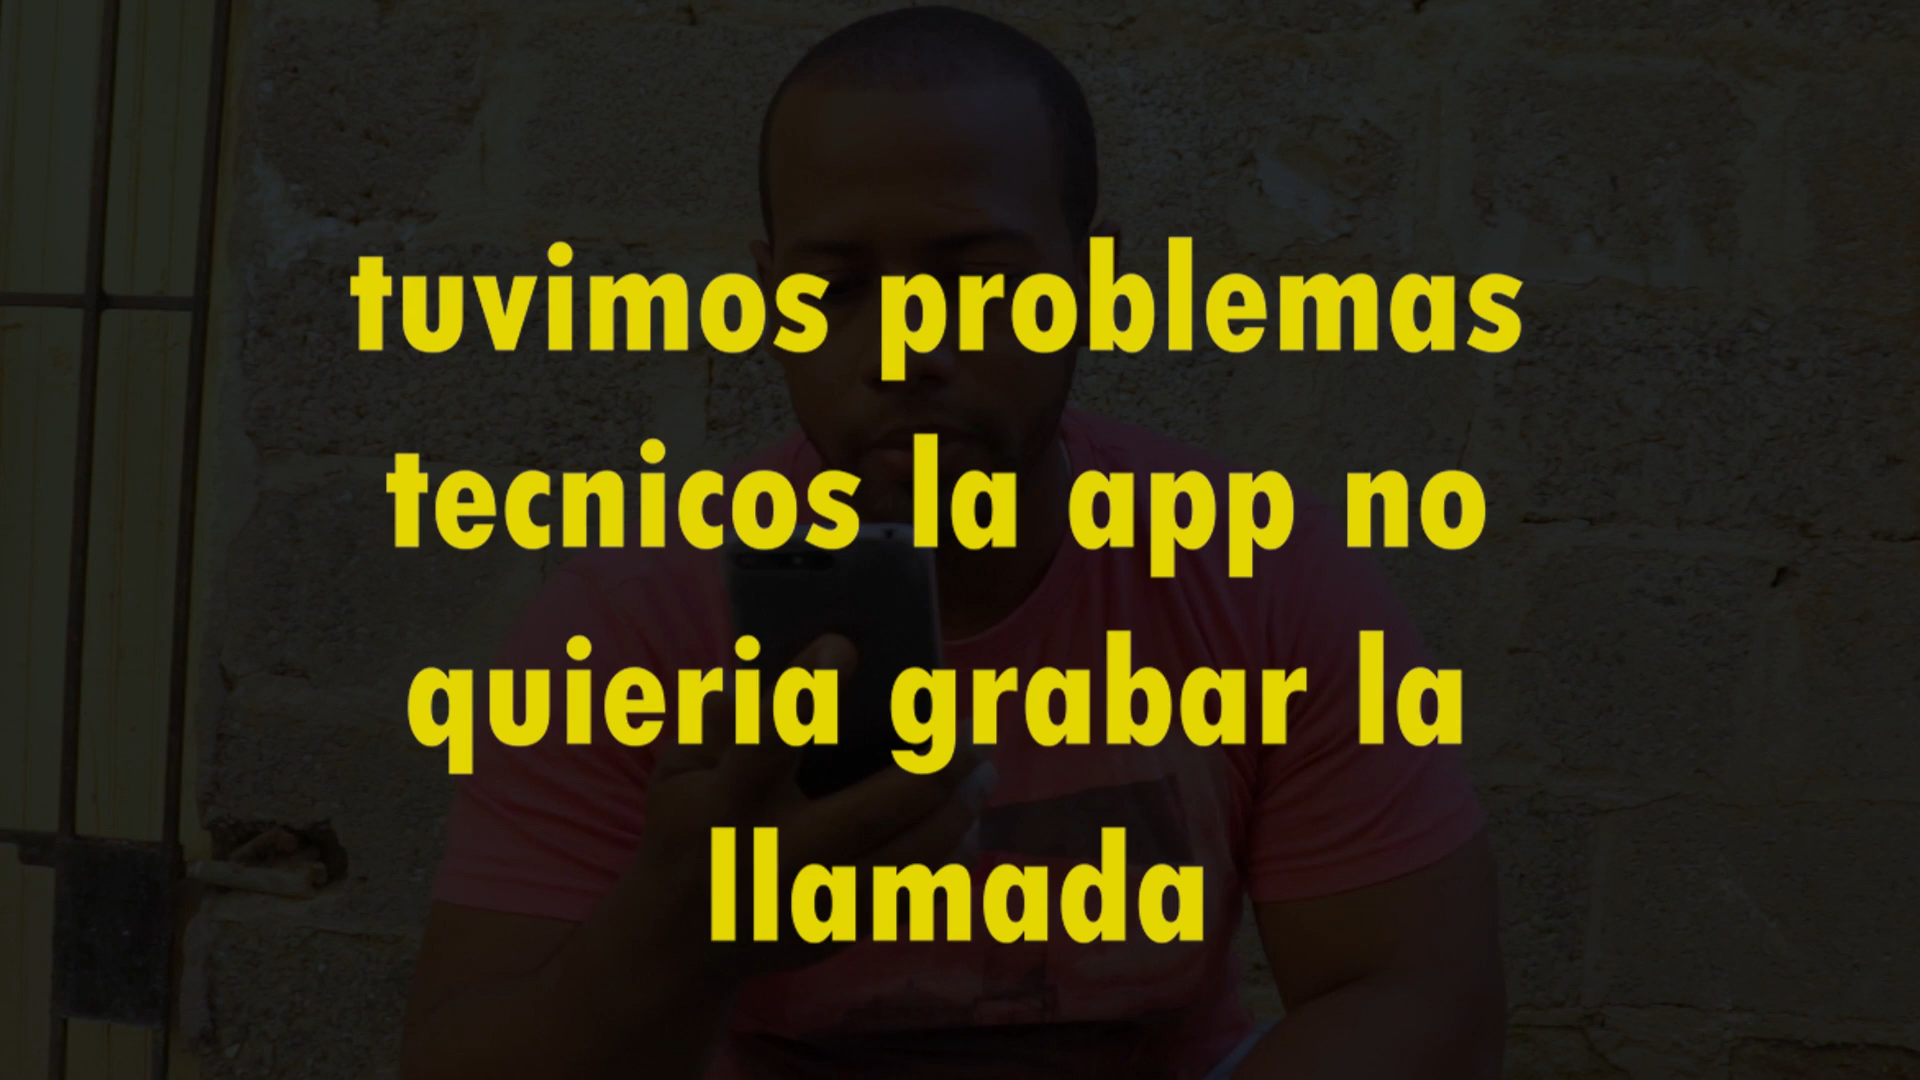 tuvimos problemas
tecnicos la app no
quieria grabar la
llamada